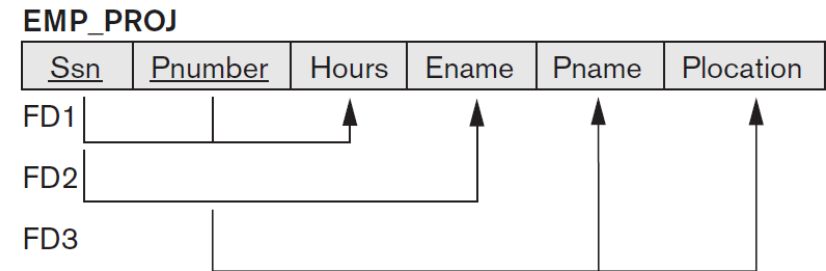 EMP_PROJ
Ssn Pnumber Hours Ename Pname Plocation
FD1
FD2
FD3